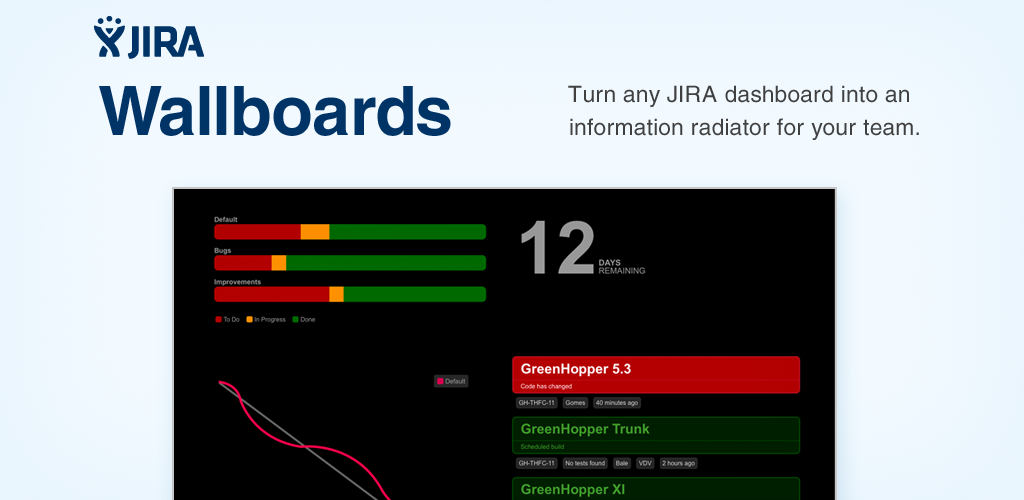 JIRA
Wallboards
Turn any JIRA dashboard into an
information radiator for your team.
Default
Bugs
Improvements
To Do In Progress Done
12 DAYS
REMAINING
Default
GreenHopper 5.3
Code has changed
GH-THFC-11 Gomes 40 minutes ago
GreenHopper Trunk
Scheduled build
GH-THFC-11 No tests found Bale VDV 2 hours ago
GreenHopper XI